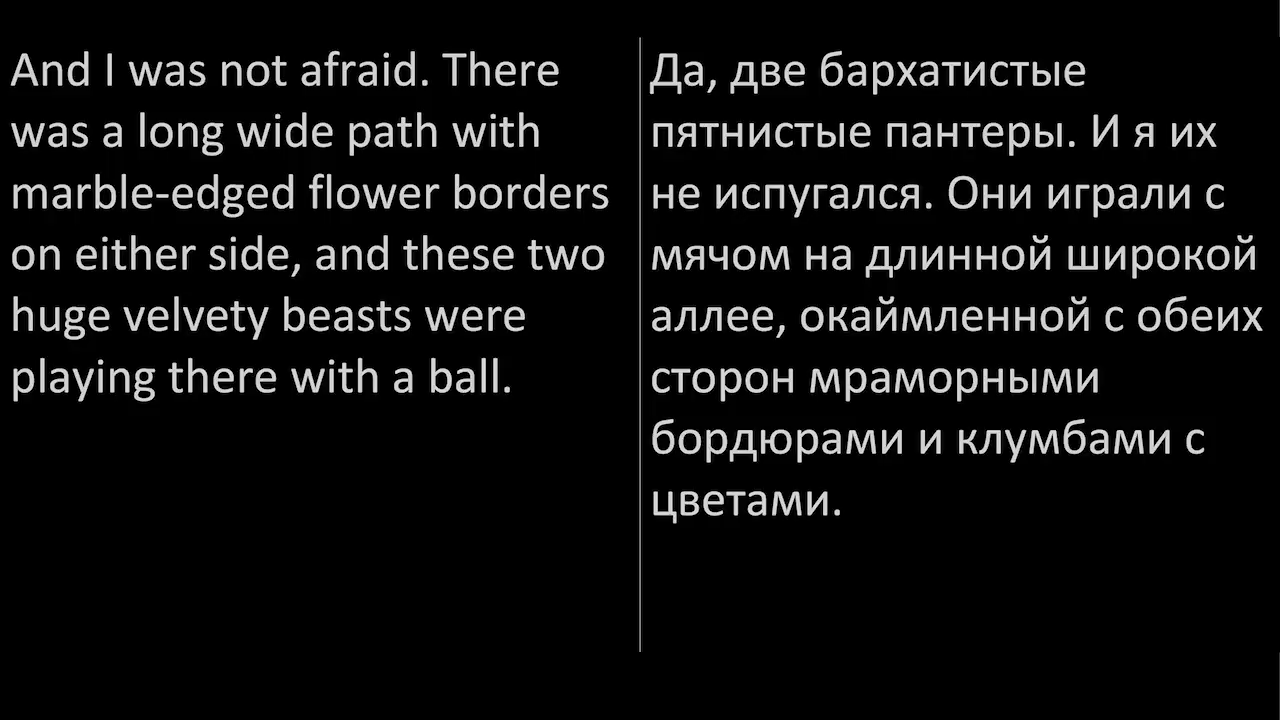 And I was not afraid. There
was a long wide path with
marble-edged flower borders
on either side, and these two
huge velvety beasts were
playing there with a ball.
Да, две бархатистые
пятнистые пантеры. И я их
не испугался. Они играли с
мячом на длинной широкой
аллее, окаймленной с обеих
сторон мраморными
бордюрами и клумбами с
цветами.